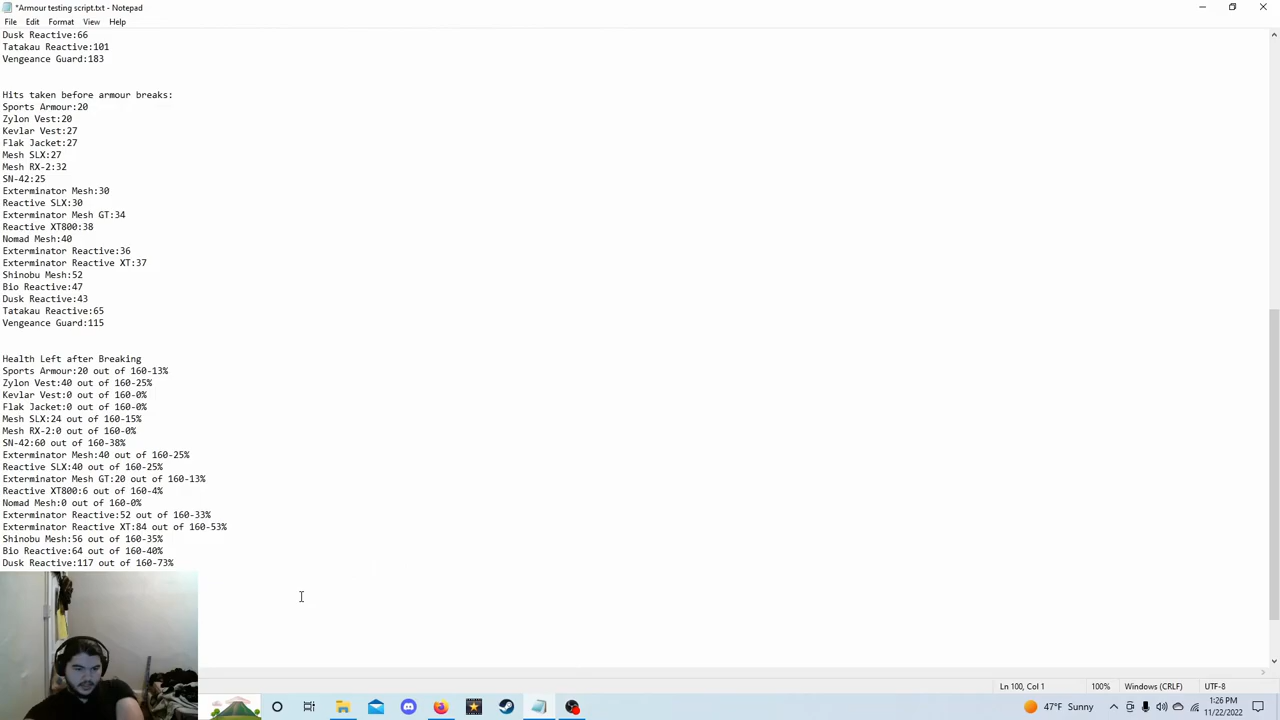 *Armour testing script.txt - Notepad
File Edit Format View Help
Dusk Reactive:66
Tatakau Reactive:101
Vengeance Guard:183
Hits taken before armour breaks:
Sports Armour:20
Zylon Vest:20
Kevlar Vest:27
Flak Jacket:27
Mesh SLX:27
Mesh RX-2:32
SN-42:25
Exterminator Mesh:30
Reactive SLX:30
Exterminator Mesh GT:34
Reactive XT800:38
Nomad Mesh:40
Exterminator Reactive:36
Exterminator Reactive XT:37
Shinobu Mesh:52
Bio Reactive:47
Dusk Reactive:43
Tatakau Reactive:65
Vengeance Guard:115
Health Left after Breaking
Sports Armour:20 out of 160-13%
Zylon Vest:40 out of 160-25%
Kevlar Vest:0 out of 160-0%
Flak Jacket:0 out of 160-0%
Mesh SLX:24 out of 160-15%
Mesh RX-2:0 out of 160-0%
SN-42:60 out of 160-38%
Exterminator Mesh:40 out of 160-25%
Reactive SLX:40 out of 160-25%
Exterminator Mesh GT:20 out of 160-13%
Reactive XT800:6 out of 160-4%
Nomad Mesh:0 out of 160-0%
Exterminator Reactive:52 out of 160-33%
Exterminator Reactive XT:84 out of 160-53%
Shinobu Mesh:56 out of 160-35%
Bio Reactive:64 out of 160-40%
Dusk Reactive:117 out of 160-73%
Ln 100, Col 1 100% Windows (CRLF) UTF-8
47°F Sunny 1:26 PM
11/22/2022